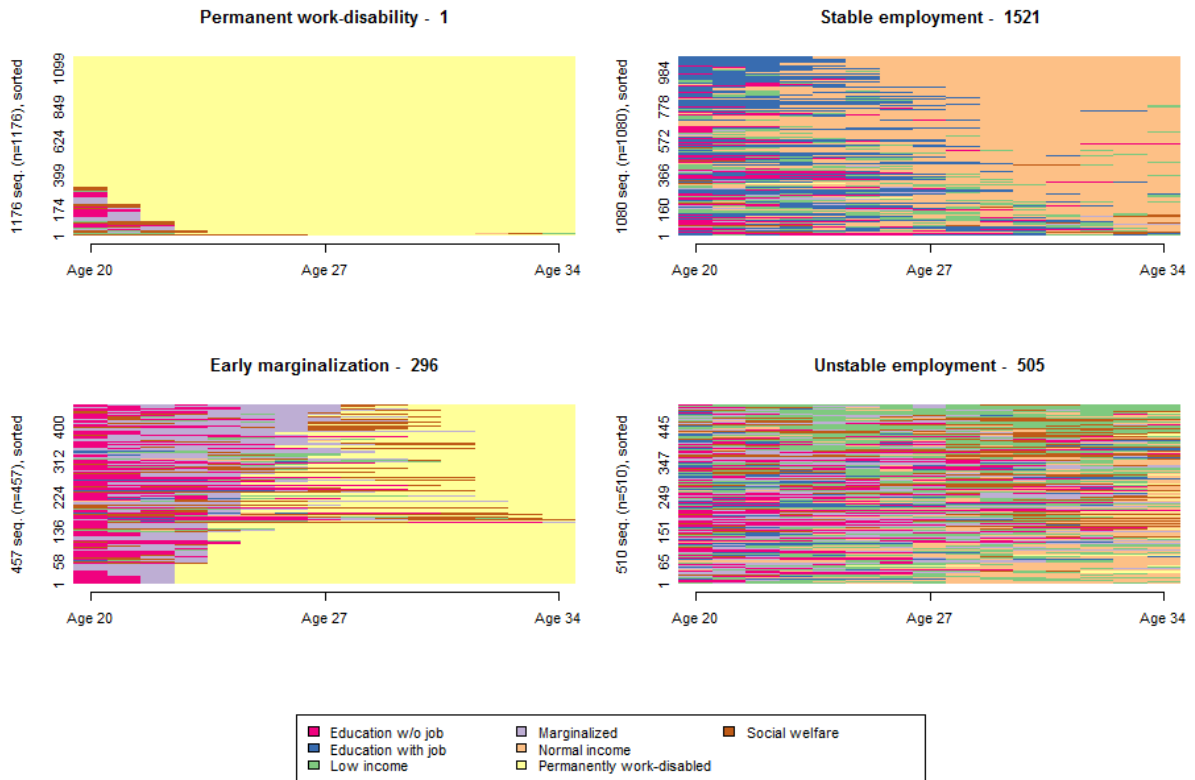 Permanent work-disability - 1
1176 seq. (n=1176), sorted
1 174 399 624 849 1099
Age 20 Age 27 Age 34
Stable employment - 1521
1080 seq. (n=1080), sorted
1 160 366 572 778 984
Age 20 Age 27 Age 34
Early marginalization - 296
457 seq. (n=457), sorted
1 58 136 224 312 400
Age 20 Age 27 Age 34
Unstable employment - 505
510 seq. (n=510), sorted
1 65 151 249 347 445
Age 20 Age 27 Age 34
Education w/o job
Education with job
Low income
Marginalized
Normal income
Permanently work-disabled
Social welfare